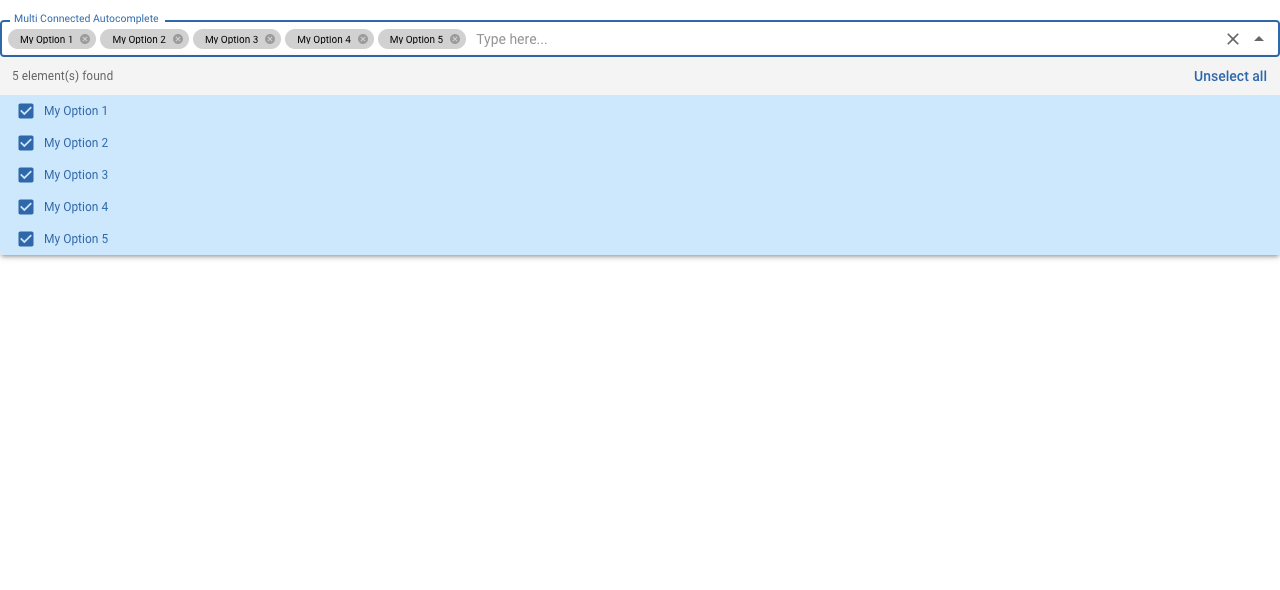 Multi Connected Autocomplete
My Option 1 My Option 2 My Option 3 My Option 4 My Option 5 Type here...
5 element(s) found Unselect all
My Option 1
My Option 2
My Option 3
My Option 4
My Option 5